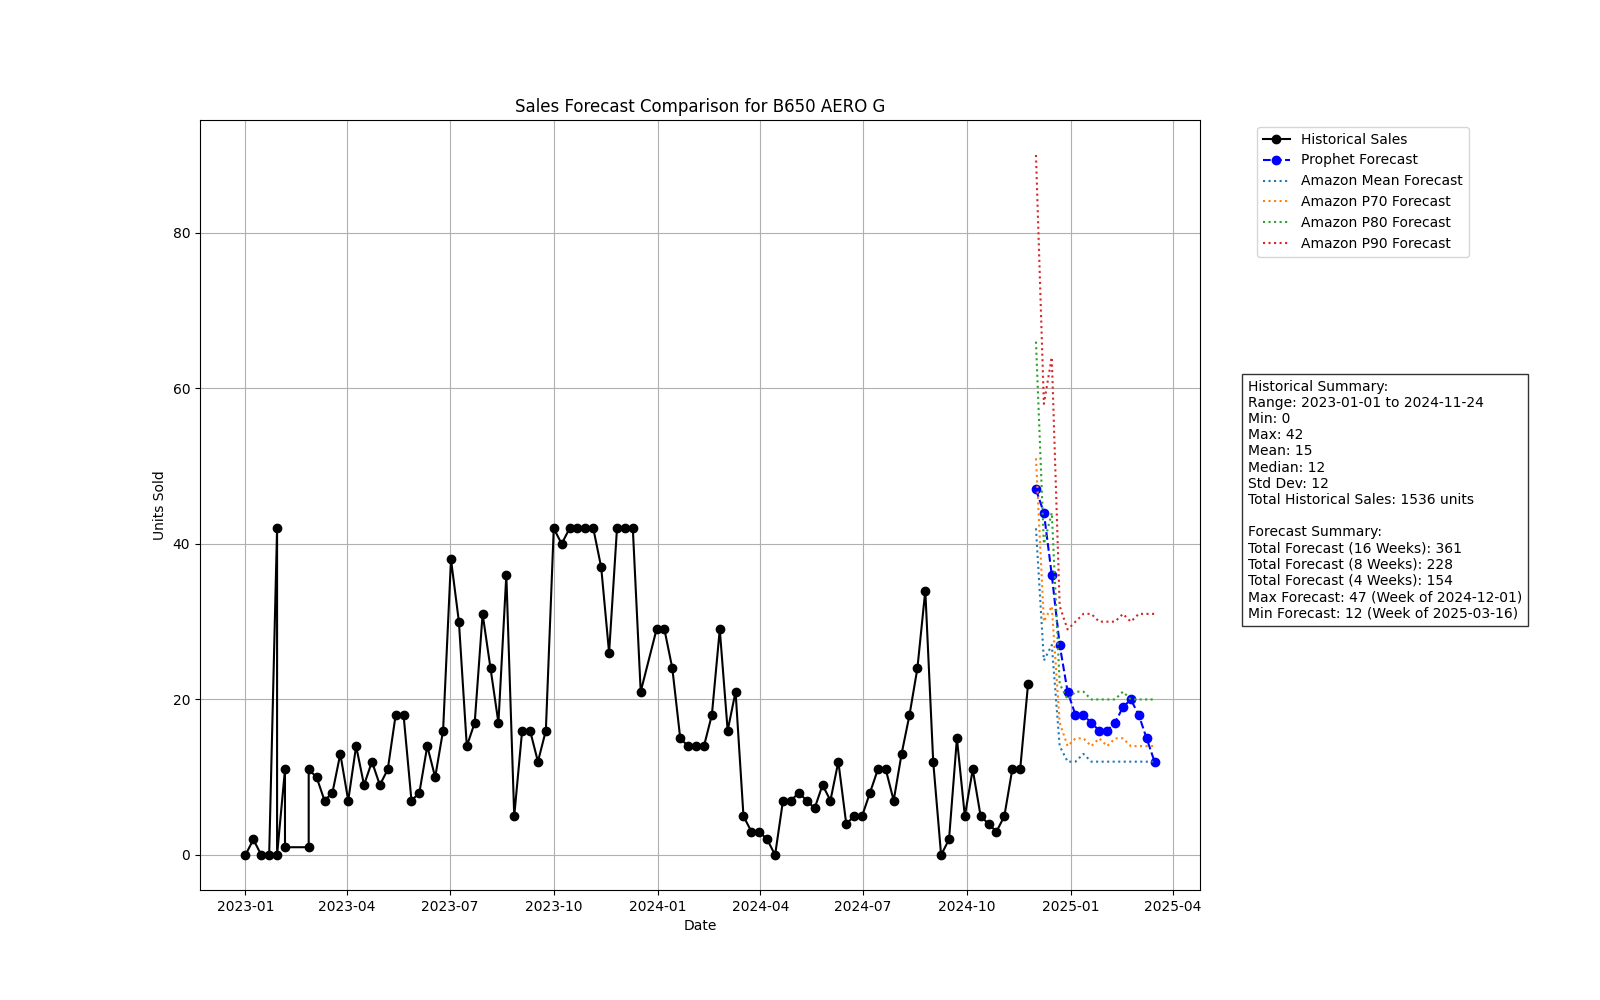 Sales Forecast Comparison for B650 AERO G
Historical Sales
Prophet Forecast
Amazon Mean Forecast
Amazon P70 Forecast
Amazon P80 Forecast
Amazon P90 Forecast
80
60
40
20
0
Units Sold
2023-01
2023-04
2023-07
2023-10
2024-01
2024-04
2024-07
2024-10
2025-01
2025-04
Date
Historical Summary:
Range: 2023-01-01 to 2024-11-24
Min: 0
Max: 42
Mean: 15
Median: 12
Std Dev: 12
Total Historical Sales: 1536 units
Forecast Summary:
Total Forecast (16 Weeks): 361
Total Forecast (8 Weeks): 228
Total Forecast (4 Weeks): 154
Max Forecast: 47 (Week of 2024-12-01)
Min Forecast: 12 (Week of 2025-03-16)